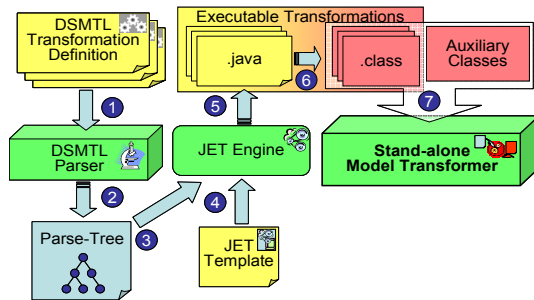 DSMTL
Transformation
Definition
Executable Transformations
.java
6
.class
Auxiliary
Classes
1
5
7
DSMTL
Parser
JET Engine
Stand-alone
Model Transformer
2
3
4
Parse-Tree
JET
Template